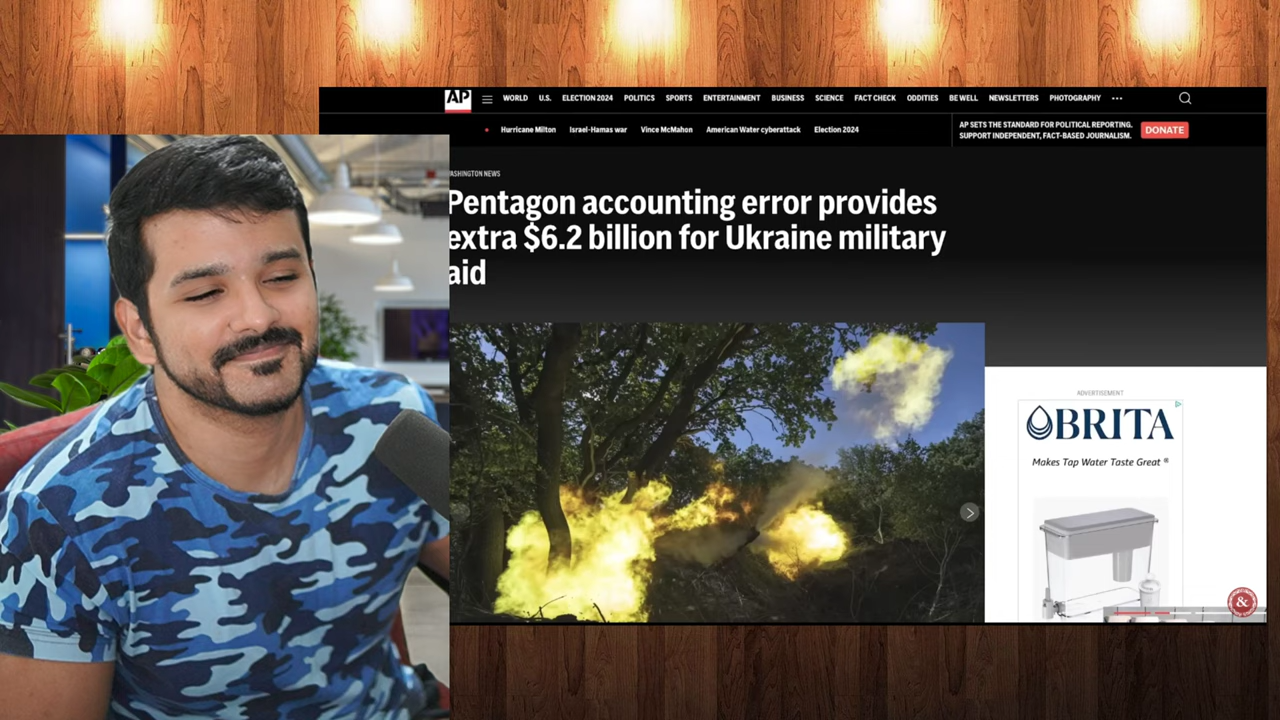 AP
WORLD U.S. ELECTION 2024 POLITICS SPORTS ENTERTAINMENT BUSINESS SCIENCE FACT CHECK ODDITIES BE WELL NEWSLETTERS PHOTOGRAPHY ...
Hurricane Milton Israel-Hamas war Vince McMahon American Water cyberattack Election 2024
AP SETS THE STANDARD FOR POLITICAL REPORTING.
SUPPORT INDEPENDENT, FACT-BASED JOURNALISM.
DONATE
ASHINGTON NEWS
Pentagon accounting error provides
extra $6.2 billion for Ukraine military
aid
ADVERTISEMENT
BRITA
Makes Tap Water Taste Great ®
&